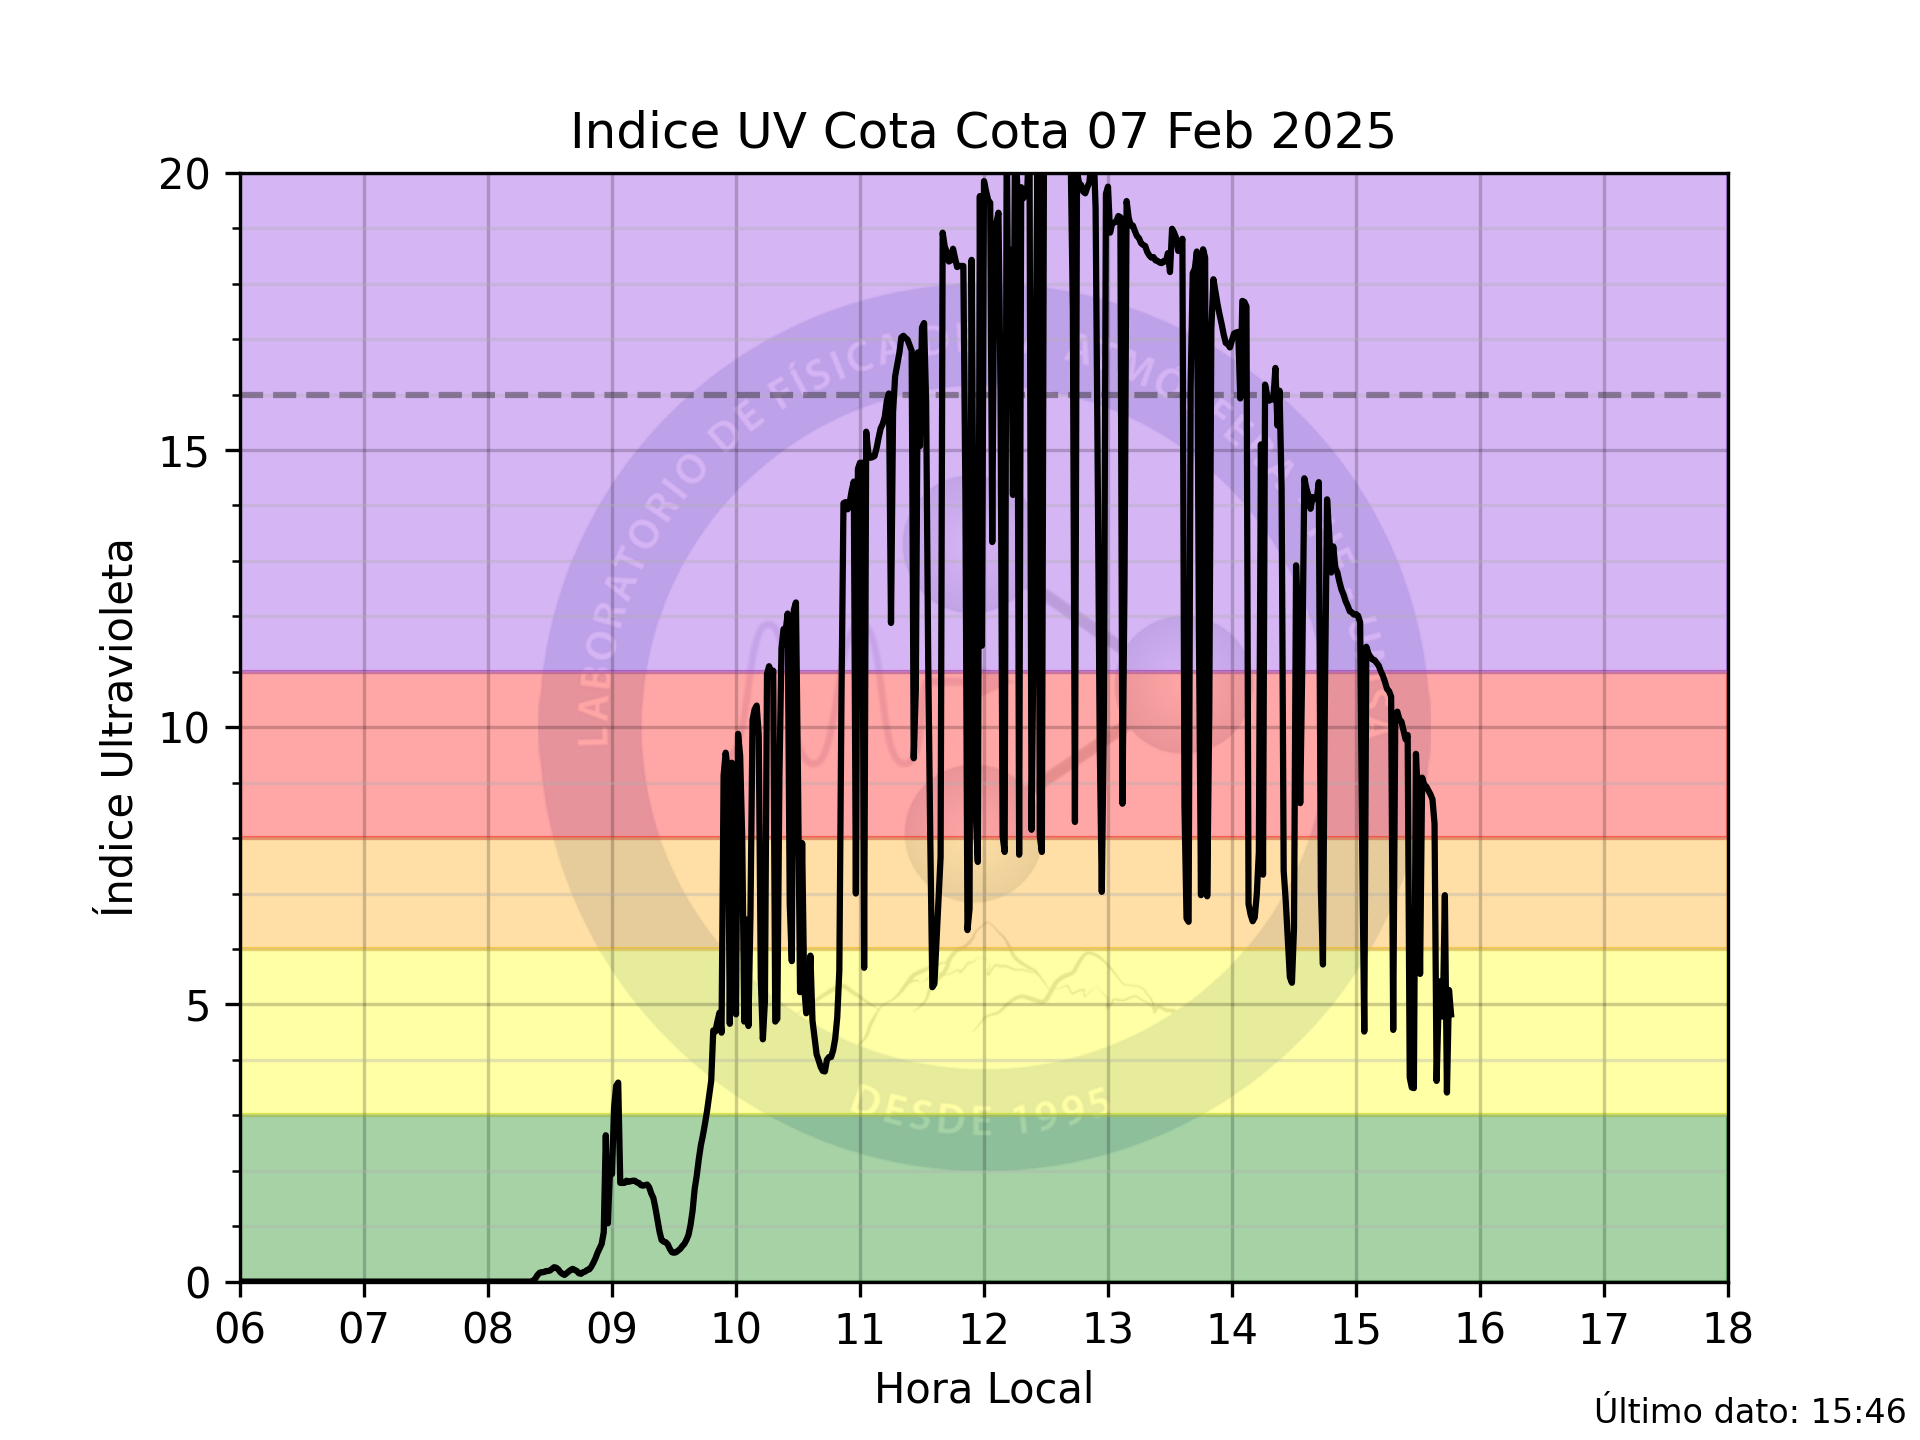 Indice UV Cota Cota 07 Feb 2025
20
15
10
5
0
Índice Ultravioleta
LABORATORIO DE FÍSICA DE
DESDE 1995
06 07 08 09 10 11 12 13 14 15 16 17 18
Hora Local
Último dato: 15:46